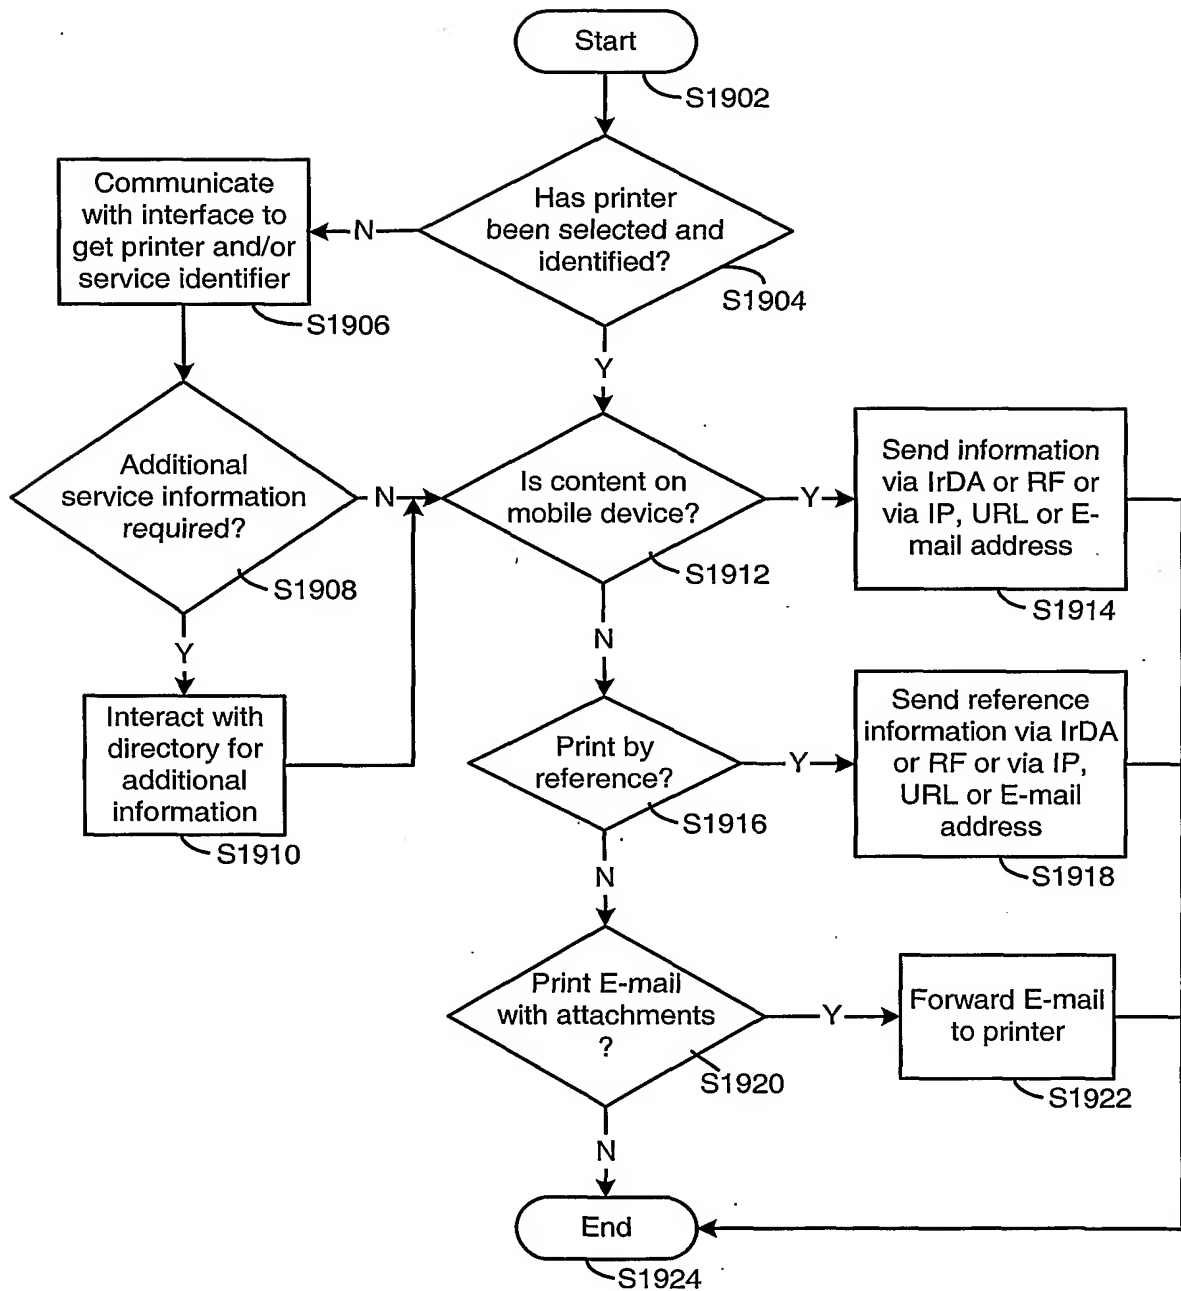 Start
S1902
Has printer
been selected and
identified?
S1904
N
Communicate
with interface to
get printer and/or
service identifier
S1906
Y
Additional
service information
required?
S1908
N
Y
Interact with
directory for
additional
information
S1910
Is content on
mobile device?
S1912
Y
Send information
via IrDA or RF or
via IP, URL or E-
mail address
S1914
N
Print by
reference?
S1916
Y
Send reference
information via IrDA
or RF or via IP,
URL or E-mail
address
S1918
N
Print E-mail
with attachments
?
S1920
Y
Forward E-mail
to printer
S1922
N
End
S1924